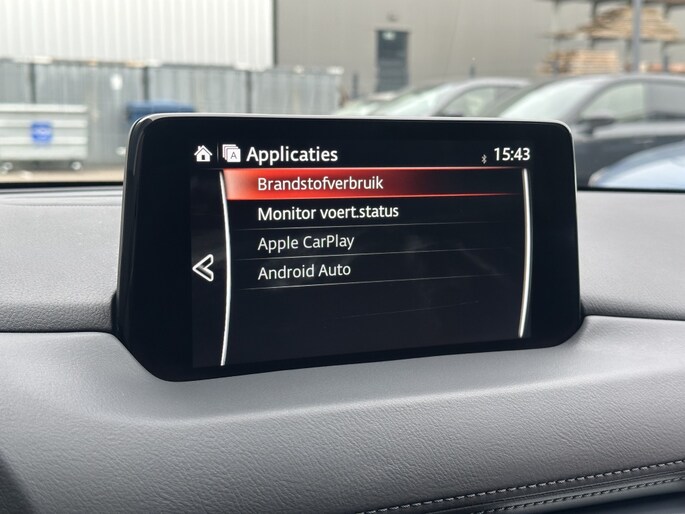 Applicaties
15:43
Brandstofverbruik
Monitor voert.status
Apple CarPlay
Android Auto